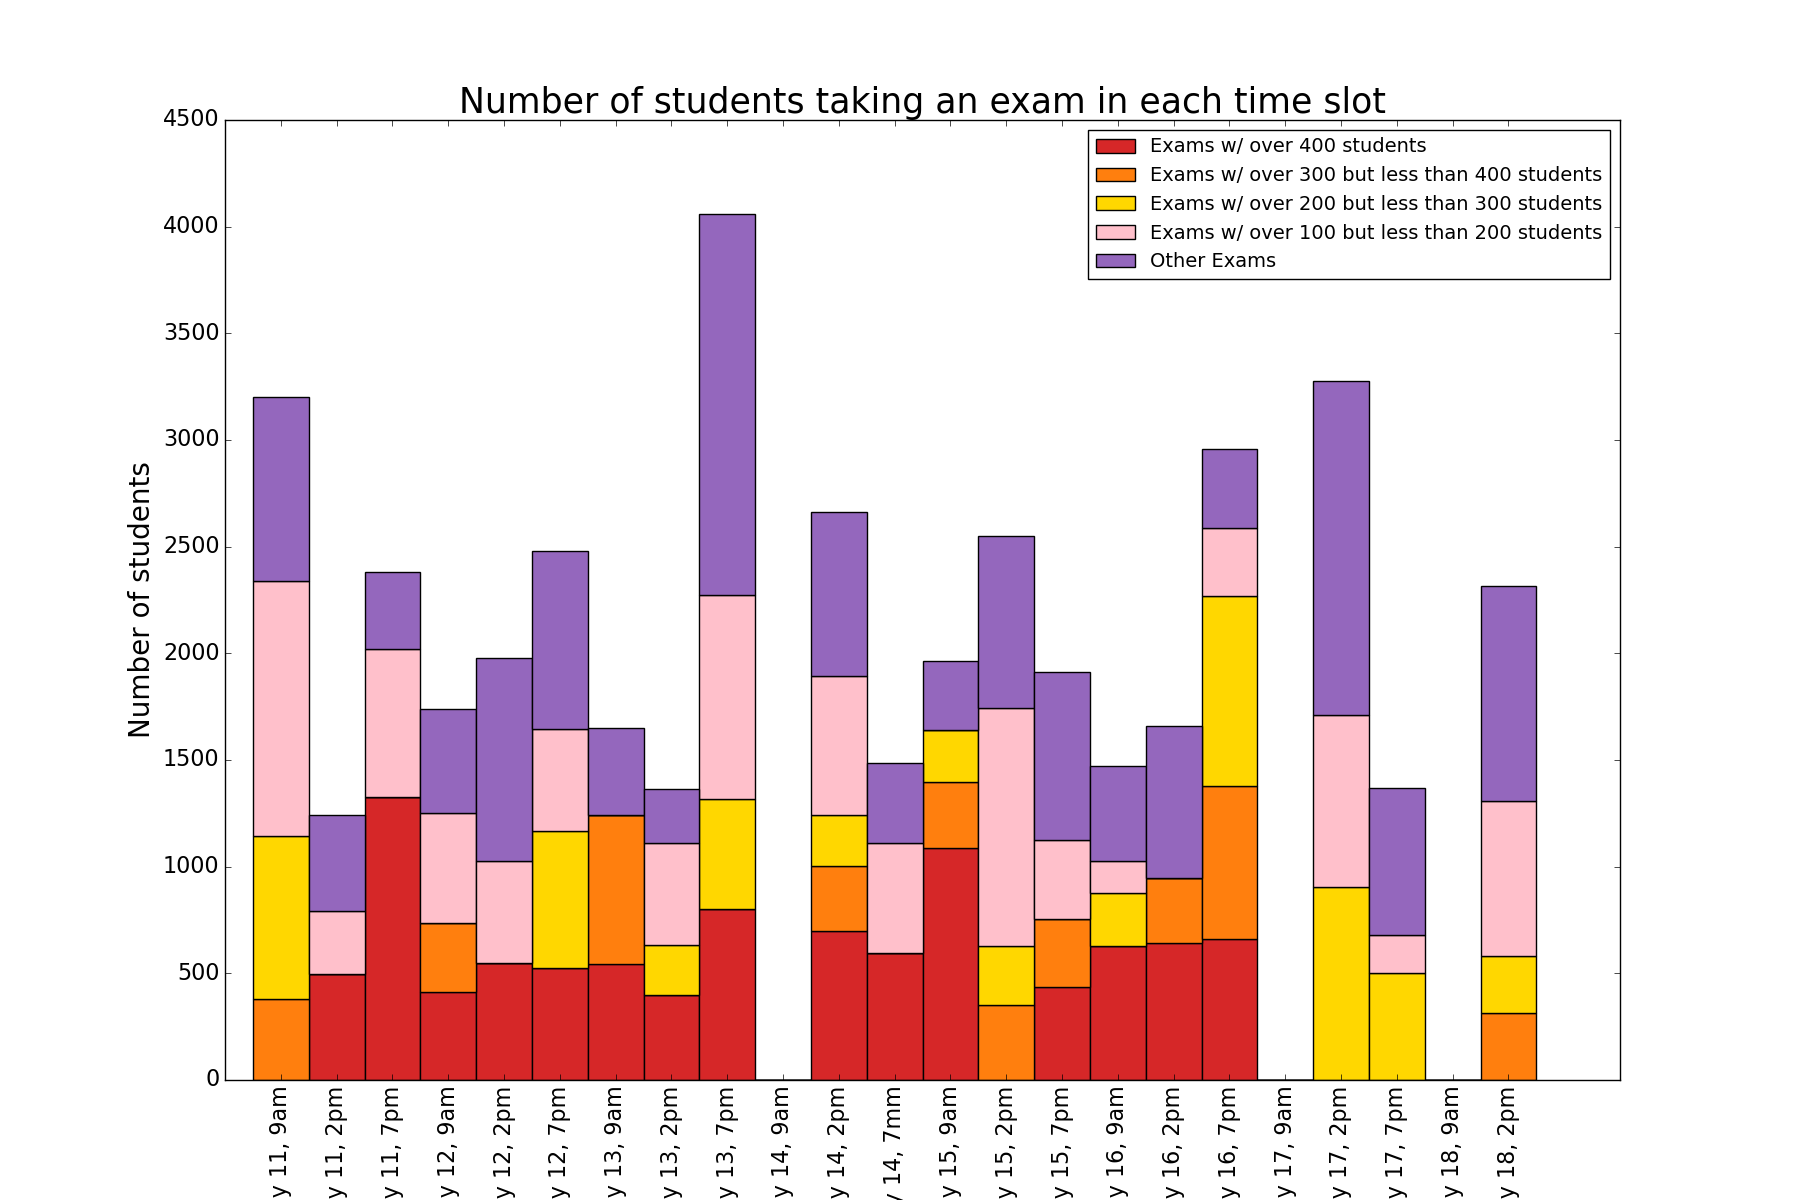 Number of students taking an exam in each time slot
Number of students
4500
4000
3500
3000
2500
2000
1500
1000
500
0
Exams w/ over 400 students
Exams w/ over 300 but less than 400 students
Exams w/ over 200 but less than 300 students
Exams w/ over 100 but less than 200 students
Other Exams
y 11, 9am
y 11, 2pm
y 11, 7pm
y 12, 9am
y 12, 2pm
y 12, 7pm
y 13, 9am
y 13, 2pm
y 13, 7pm
y 14, 9am
y 14, 2pm
y 14, 7mm
y 15, 9am
y 15, 2pm
y 15, 7pm
y 16, 9am
y 16, 2pm
y 16, 7pm
y 17, 9am
y 17, 2pm
y 17, 7pm
y 18, 9am
y 18, 2pm